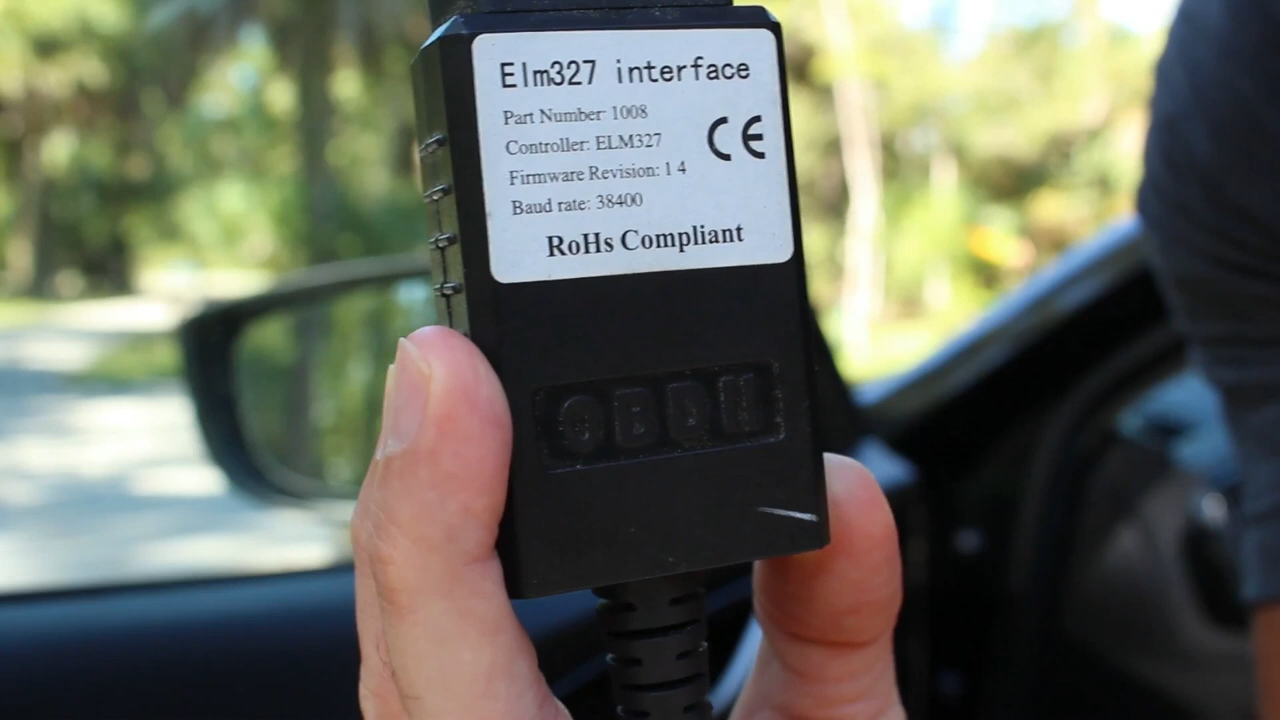 Elm327 interface
Part Number: 1008
Controller: ELM327
Firmware Revision: 1 4
Baud rate: 38400
CE
RoHs Compliant
OBDII